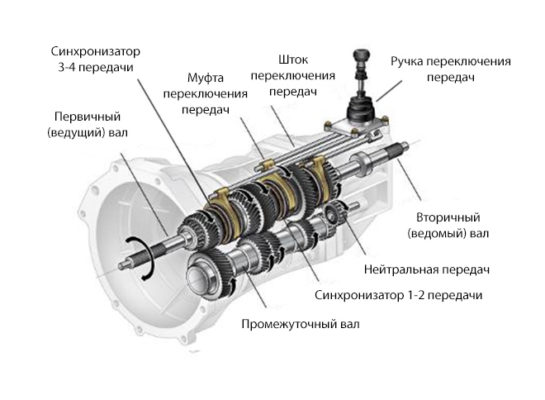 Синхронизатор
3-4 передачи
Муфта
переключения
передач
Шток
переключения
передач
Ручка переключения
передач
Первичный
(ведущий) вал
Вторичный
(ведомый) вал
Нейтральная передач
Синхронизатор 1-2 передачи
Промежуточный вал